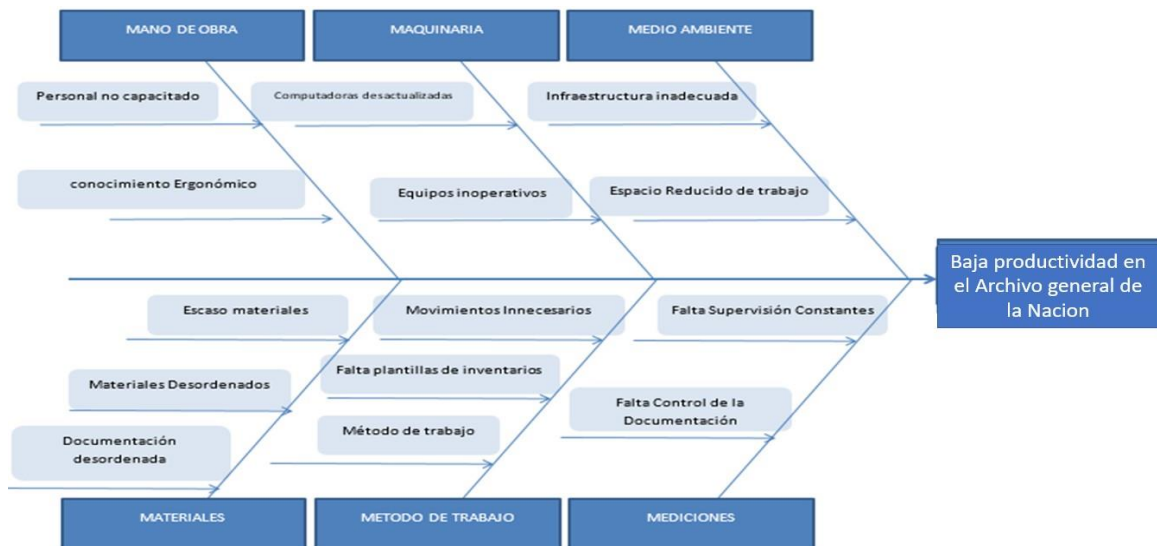 MANO DE OBRA
MAQUINARIA
MEDIO AMBIENTE
Personal no capacitado
Computadoras desactualizadas
Infraestructura inadecuada
conocimiento Ergonómico
Equipos inoperativos
Espacio Reducido de trabajo
Baja productividad en
el Archivo general de
la Nacion
Escaso materiales
Movimientos Innecesarios
Falta Supervisión Constantes
Materiales Desordenados
Falta plantillas de inventarios
Falta Control de la
Documentación
Documentación
desordenada
Método de trabajo
MATERIALES
METODO DE TRABAJO
MEDICIONES